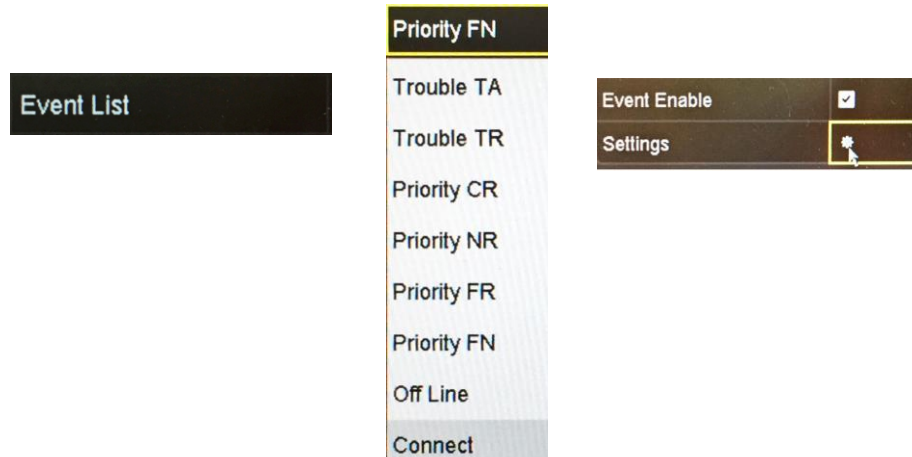 Event List
Priority FN
Trouble TA
Trouble TR
Priority CR
Priority NR
Priority FR
Priority FN
Off Line
Connect
Event Enable
Settings